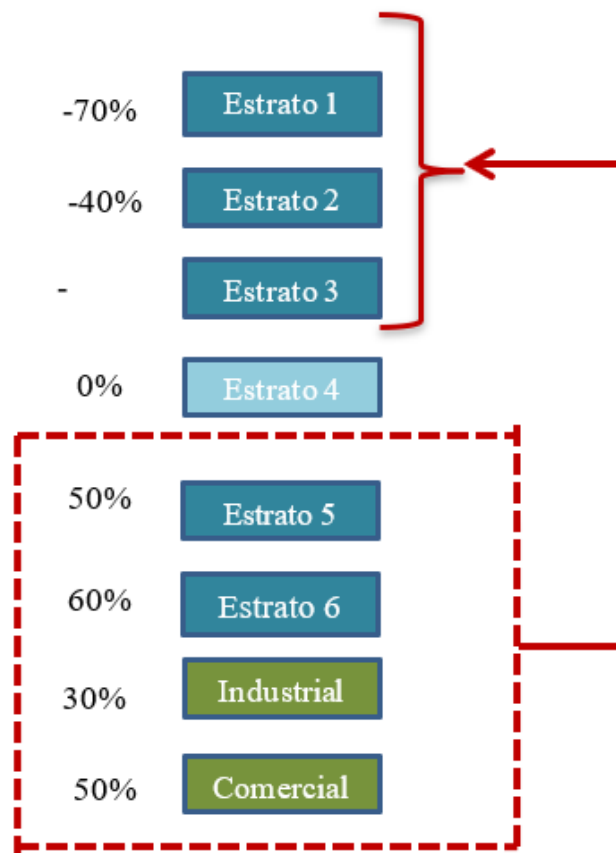 -70% Estrato 1
-40% Estrato 2
- Estrato 3
0% Estrato 4
50% Estrato 5
60% Estrato 6
30% Industrial
50% Comercial